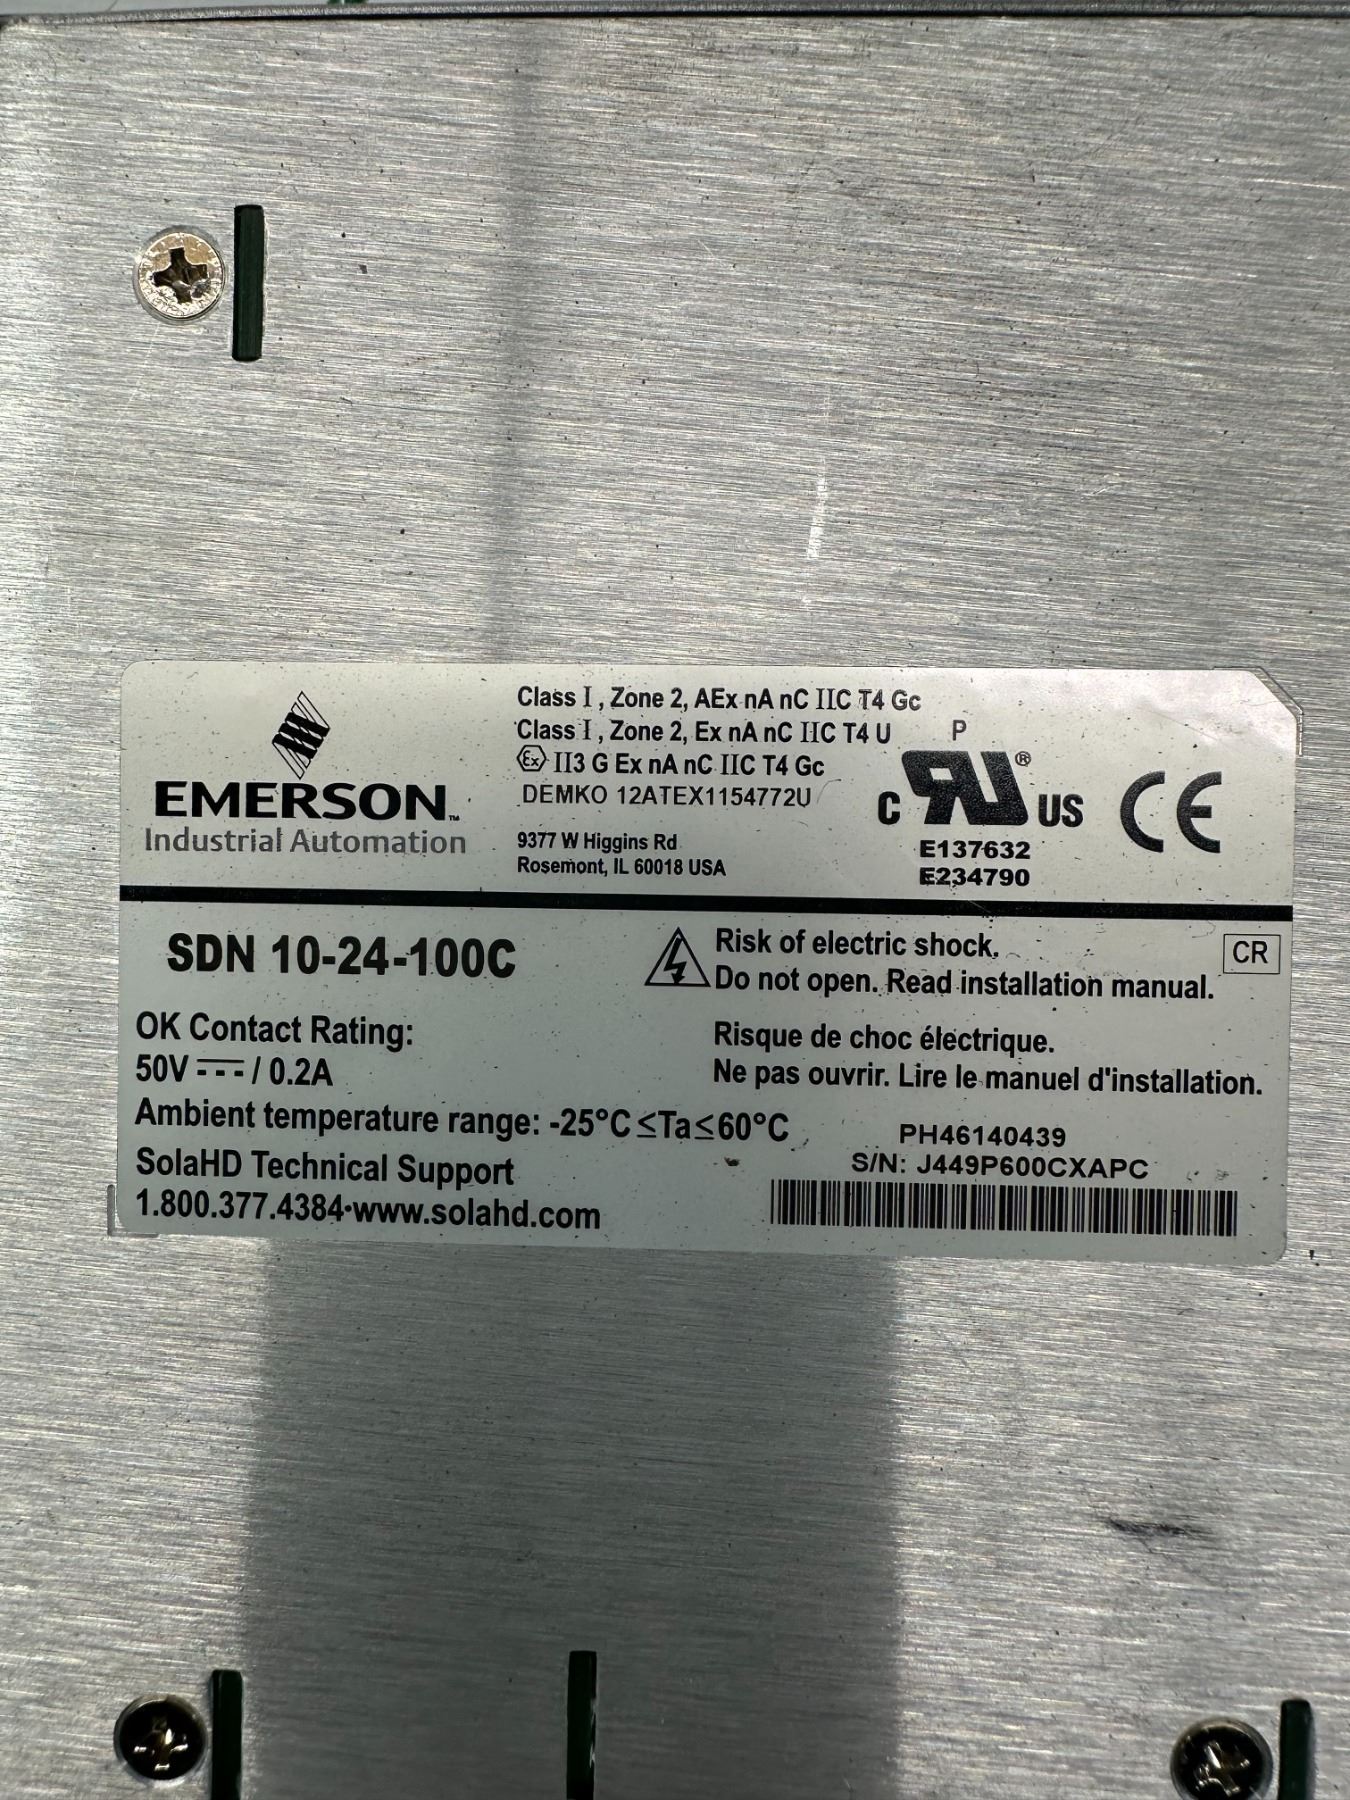 EMERSON™
Industrial Automation
Class I, Zone 2, AEx nA nC IIC T4 Gc
Class I, Zone 2, Ex nA nC IIC T4 U
Ex II3 G Ex nA nC IIC T4 Gc
DEMKO 12ATEX1154772U
9377 W Higgins Rd
Rosemont, IL 60018 USA
P
C RU® US
E137632
E234790
CE
SDN 10-24-100C
OK Contact Rating:
50V ⎓ / 0.2A
Ambient temperature range: -25°C≤Ta≤60°C
SolaHD Technical Support
1.800.377.4384·www.solahd.com
Risk of electric shock.
Do not open. Read installation manual.
CR
Risque de choc électrique.
Ne pas ouvrir. Lire le manuel d'installation.
PH46140439
S/N: J449P600CXAPC